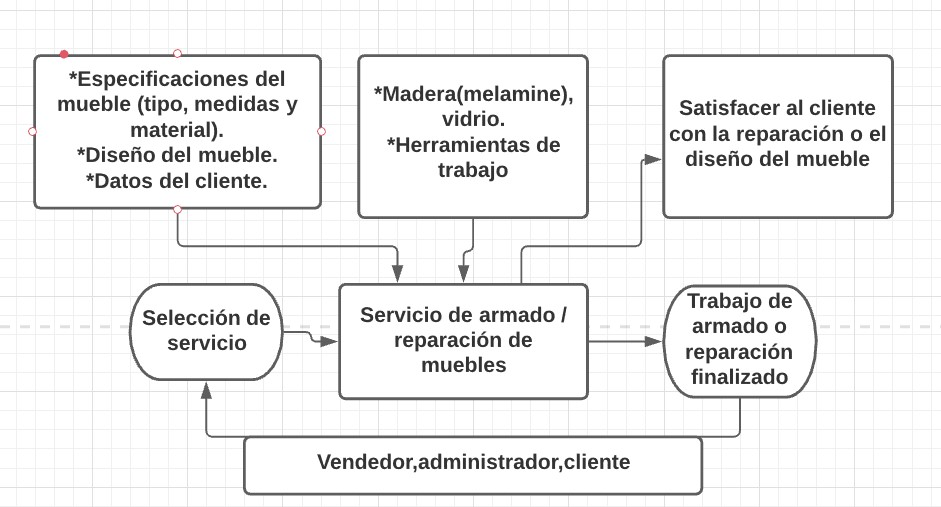 *Especificaciones del
mueble (tipo, medidas y
material).
*Diseño del mueble.
*Datos del cliente.
*Madera(melamine),
vidrio.
*Herramientas de
trabajo
Satisfacer al cliente
con la reparación o el
diseño del mueble
Selección de
servicio
Servicio de armado /
reparación de
muebles
Trabajo de
armado o
reparación
finalizado
Vendedor,administrador,cliente